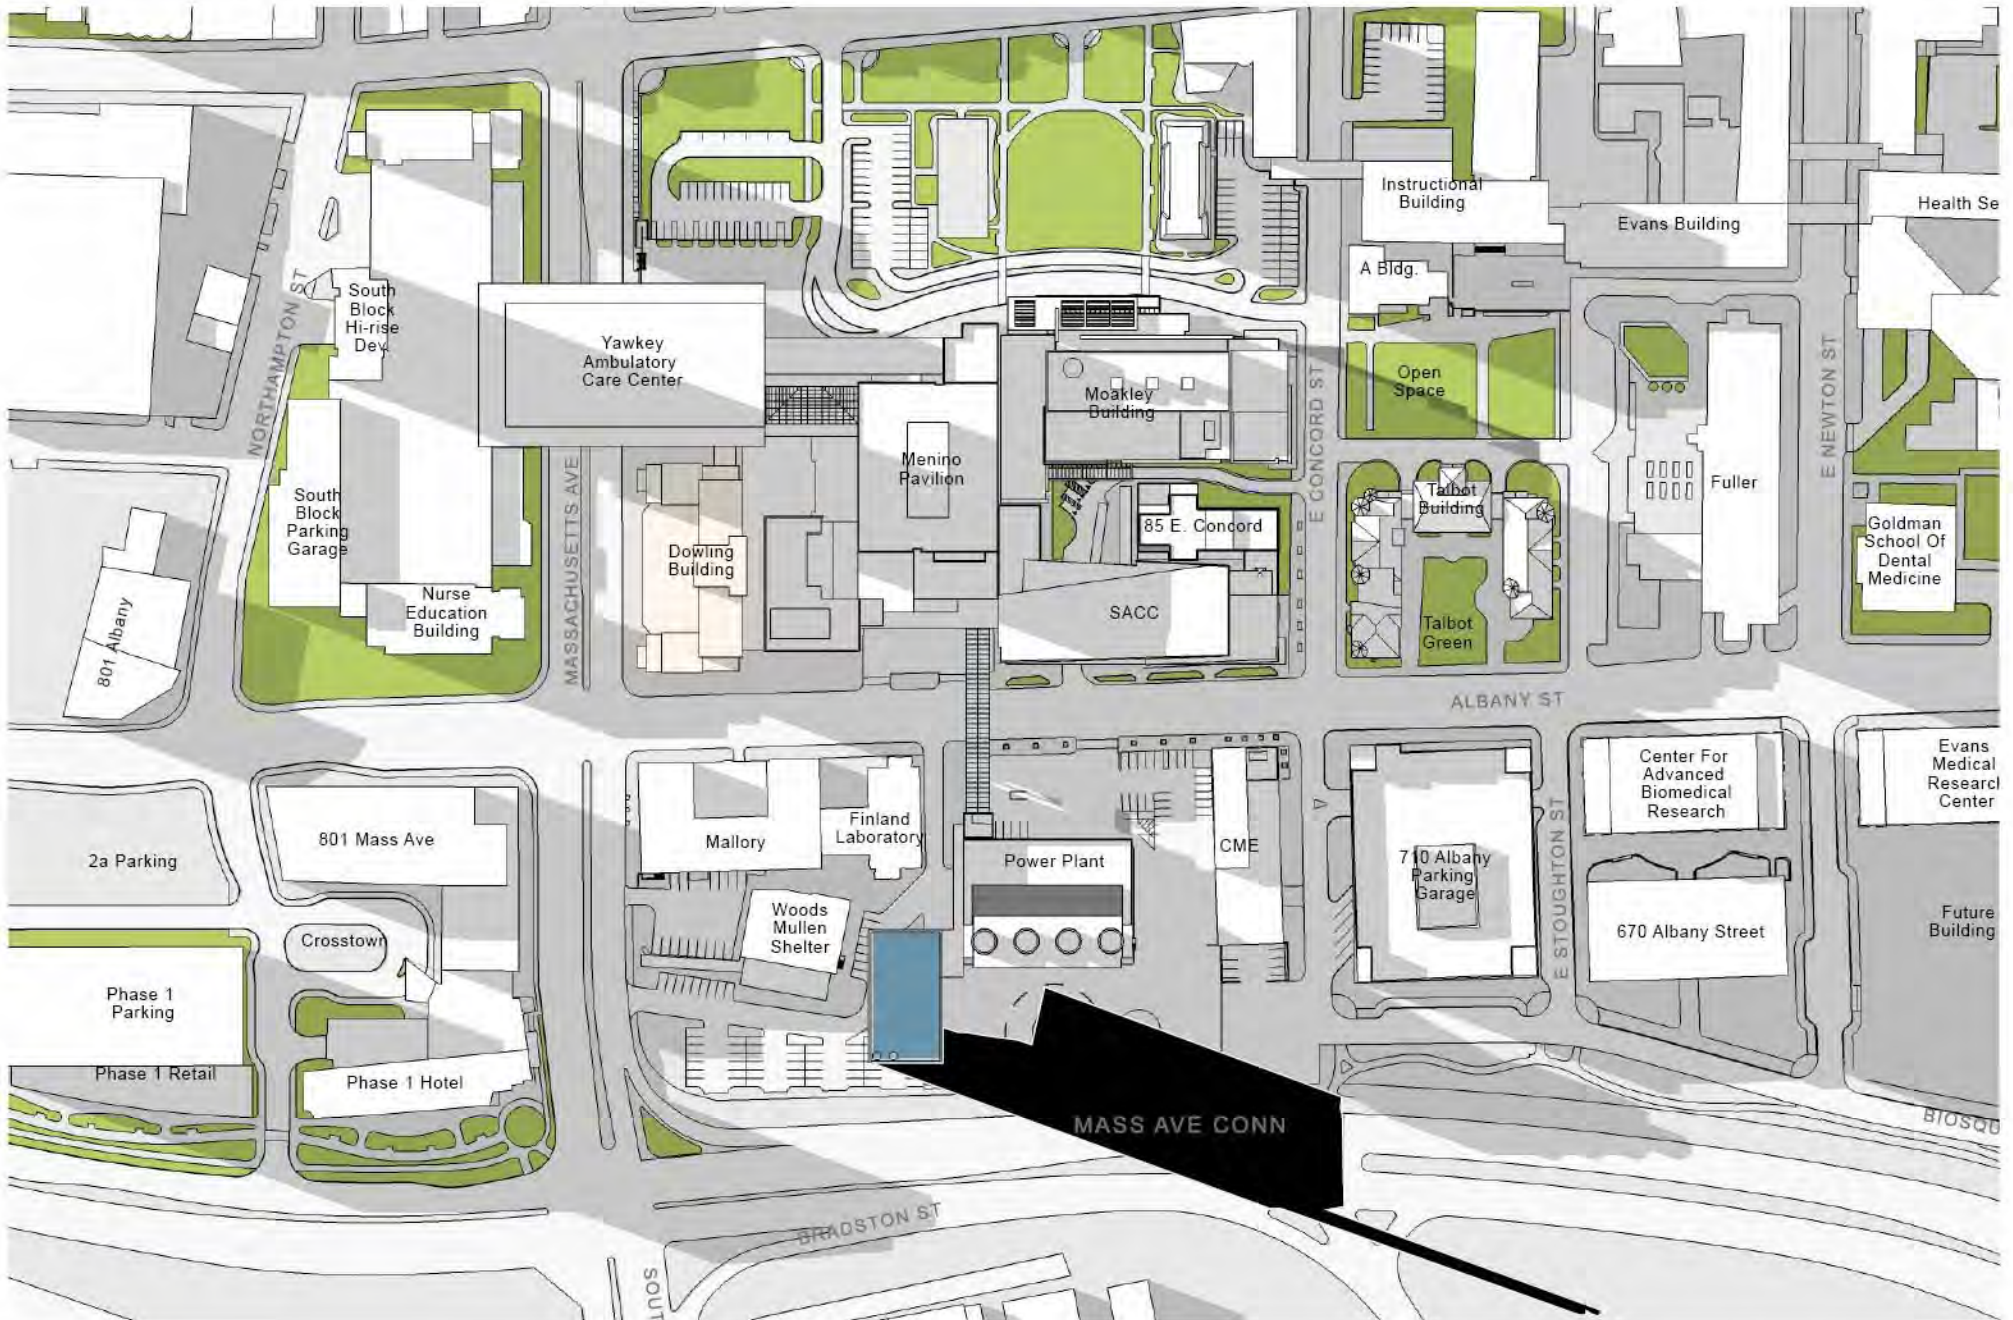 Instructional
Building
Evans Building
Health Se
A Bldg.
NORTHAMPTON ST
South
Block
Hi-rise
Dev.
Yawkey
Ambulatory
Care Center
Moakley
Building
E CONCORD ST
Open
Space
E NEWTON ST
Menino
Pavilion
South
Block
Parking
Garage
MASSACHUSETTS AVE
Dowling
Building
85 E. Concord
Talbot
Building
Fuller
Goldman
School Of
Dental
Medicine
801 Albany
Nurse
Education
Building
SACC
Talbot
Green
ALBANY ST
2a Parking
801 Mass Ave
Mallory
Finland
Laboratory
Power Plant
CME
710 Albany
Parking
Garage
E STOUGHTON ST
Center For
Advanced
Biomedical
Research
Evans
Medical
Research
Center
Crosstown
Woods
Mullen
Shelter
670 Albany Street
Future
Building
Phase 1
Parking
Phase 1 Retail
Phase 1 Hotel
MASS AVE CONN
BIOSQU
BRADSTON ST
SOUT